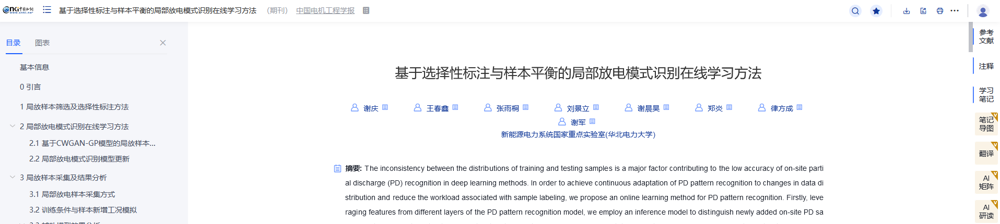 Cnki 中国知网
www.cnki.net
基于选择性标注与样本平衡的局部放电模式识别在线学习方法 (期刊) 中国电机工程学报
目录 图表
基本信息
0 引言
1 局放样本筛选及选择性标注方法
2 局部放电模式识别在线学习方法
2.1 基于CWGAN-GP模型的局放样本...
2.2 局部放电模式识别模型更新
3 局放样本采集及结果分析
3.1 局部放电样本采集方式
3.2 训练条件与样本新增工况模拟
基于选择性标注与样本平衡的局部放电模式识别在线学习方法
谢庆 王春鑫 张雨桐 刘景立 谢晨昊 郑炎 律方成
谢军
新能源电力系统国家重点实验室(华北电力大学)
摘要: The inconsistency between the distributions of training and testing samples is a major factor contributing to the low accuracy of on-site parti
al discharge (PD) recognition in deep learning methods. In order to achieve continuous adaptation of PD pattern recognition to changes in data di
stribution and reduce the workload associated with sample labeling, we propose an online learning method for PD pattern recognition. Firstly, leve
raging features from different layers of the PD pattern recognition model, we employ an inference model to distinguish newly added on-site PD sa
参考
文献
注释
学习
笔记
笔记
导图
V
翻译
V
AI
矩阵
V
AI
研读
V